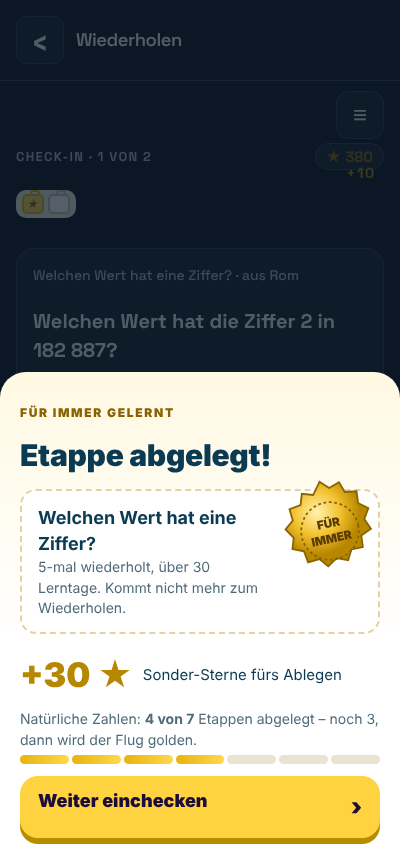 < Wiederholen
≡
CHECK-IN · 1 VON 2
★ 380
+10
Welchen Wert hat eine Ziffer? · aus Rom
Welchen Wert hat die Ziffer 2 in
182 887?
FÜR IMMER GELERNT
Etappe abgelegt!
Welchen Wert hat eine
Ziffer?
5-mal wiederholt, über 30
Lerntage. Kommt nicht mehr zum
Wiederholen.
FÜR
IMMER
+30 ★ Sonder-Sterne fürs Ablegen
Natürliche Zahlen: 4 von 7 Etappen abgelegt – noch 3,
dann wird der Flug golden.
Weiter einchecken ›